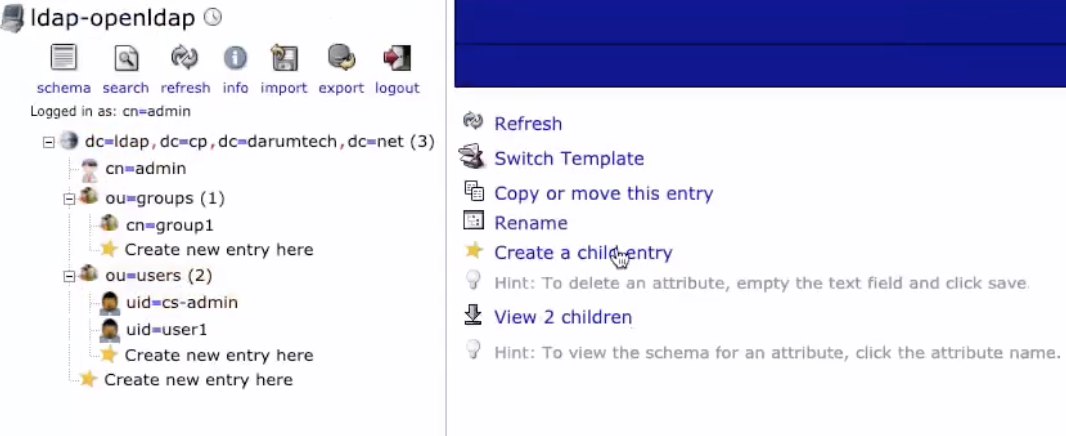 ldap-openldap
schema search refresh info import export logout
Logged in as: cn=admin
dc=ldap,dc=cp,dc=darumtech,dc=net (3)
cn=admin
ou=groups (1)
cn=group1
Create new entry here
ou=users (2)
uid=cs-admin
uid=user1
Create new entry here
Create new entry here
Refresh
Switch Template
Copy or move this entry
Rename
Create a child entry
Hint: To delete an attribute, empty the text field and click save.
View 2 children
Hint: To view the schema for an attribute, click the attribute name.